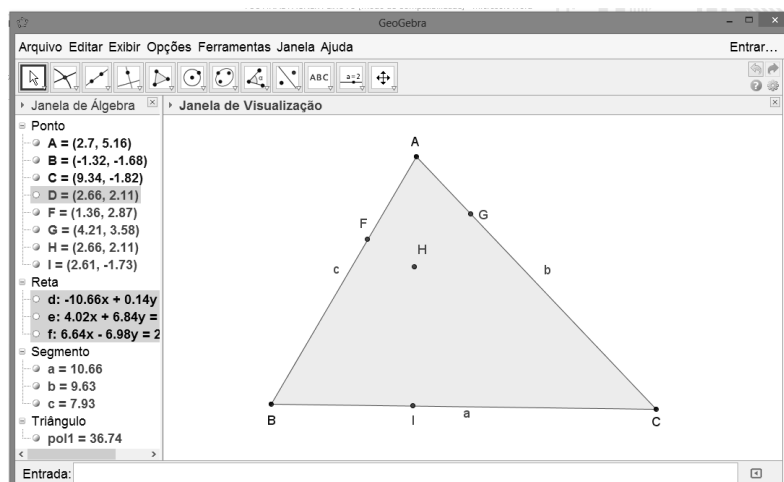 GeoGebra
Arquivo Editar Exibir Opções Ferramentas Janela Ajuda
Entrar...
ABC
a=2
Janela de Álgebra
Janela de Visualização
Ponto
A = (2.7, 5.16)
B = (-1.32, -1.68)
C = (9.34, -1.82)
D = (2.66, 2.11)
F = (1.36, 2.87)
G = (4.21, 3.58)
H = (2.66, 2.11)
I = (2.61, -1.73)
Reta
d: -10.66x + 0.14y
e: 4.02x + 6.84y =
f: 6.64x - 6.98y = 2
Segmento
a = 10.66
b = 9.63
c = 7.93
Triângulo
pol1 = 36.74
A
G
F
H
c
b
B
I
a
C
Entrada: